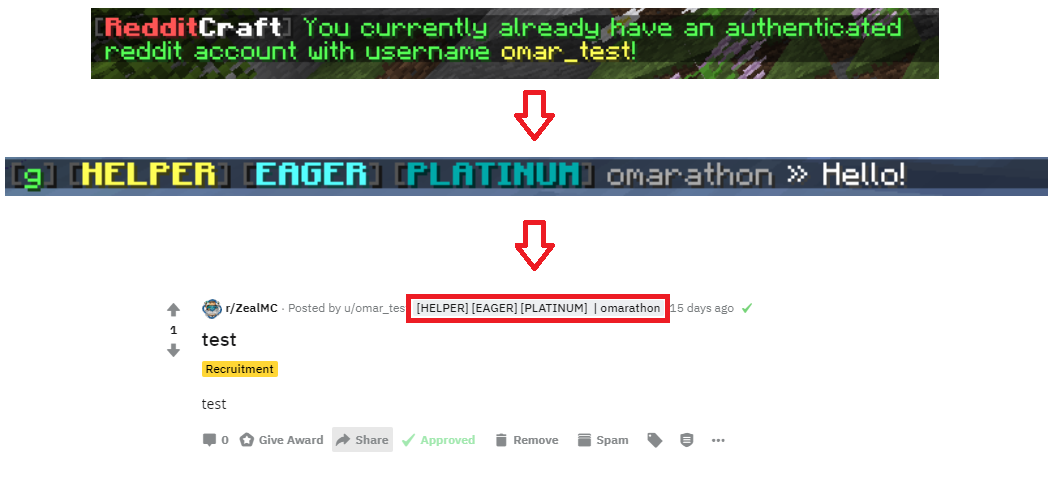 [RedditCraft] You currently already have an authenticated
reddit account with username omar_test!
[g] [HELPER] [EAGER] [PLATINUM] omarathon » Hello!
r/ZealMC · Posted by u/omar_tes [HELPER] [EAGER] [PLATINUM] | omarathon 15 days ago
1
test
Recruitment
test
0 Give Award Share Approved Remove Spam